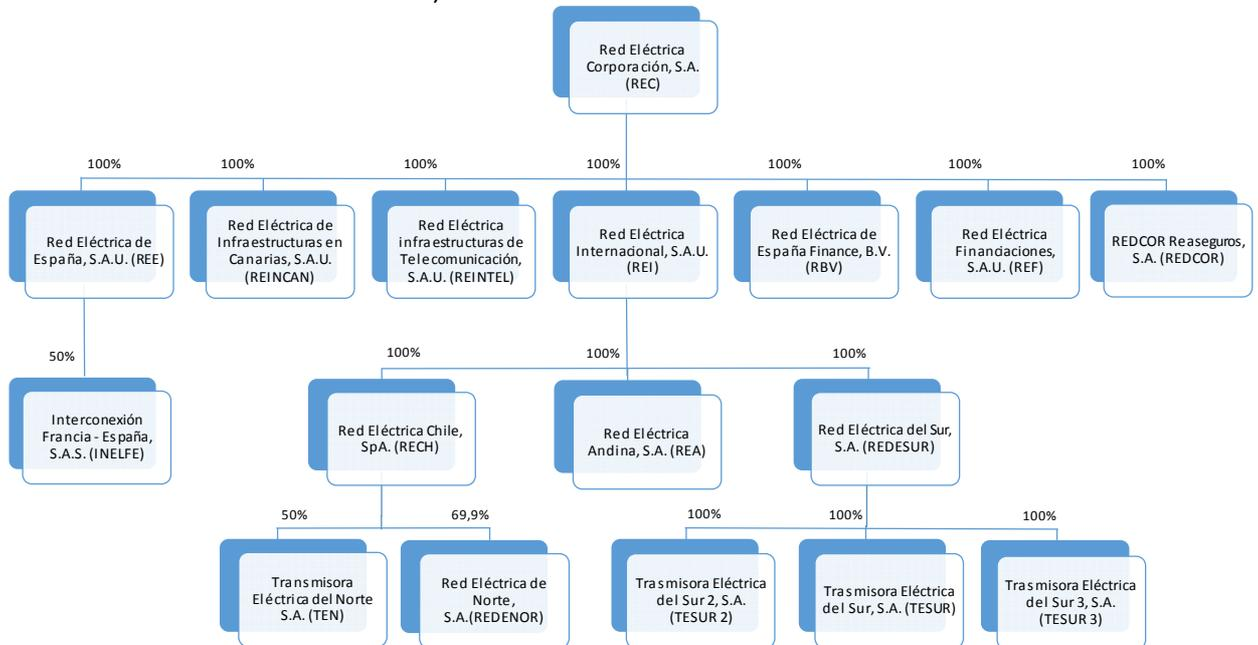 Red Eléctrica
Corporación, S.A.
(REC)
100%
100%
100%
100%
100%
100%
100%
Red Eléctrica de
España, S.A.U. (REE)
Red Eléctrica de
Infraestructuras en
Canarias, S.A.U.
(REINCAN)
Red Eléctrica
infraestructuras de
Telecomunicación,
S.A.U. (REINTEL)
Red Eléctrica
Internacional, S.A.U.
(REI)
Red Eléctrica de
España Finance, B.V.
(RBV)
Red Eléctrica
Financiaciones,
S.A.U. (REF)
REDCOR Reaseguros,
S.A. (REDCOR)
50%
100%
100%
100%
Interconexión
Francia - España,
S.A.S. (INELFE)
Red Eléctrica Chile,
SpA. (RECH)
Red Eléctrica
Andina, S.A. (REA)
Red Eléctrica del Sur,
S.A. (REDESUR)
50%
69,9%
100%
100%
100%
Transmisora
Eléctrica del Norte
S.A. (TEN)
Red Eléctrica de
Norte,
S.A.(REDENOR)
Trasmisora Eléctrica
del Sur 2, S.A.
(TESUR 2)
Trasmisora Eléctrica
del Sur, S.A. (TESUR)
Trasmisora Eléctrica
del Sur 3, S.A.
(TESUR 3)